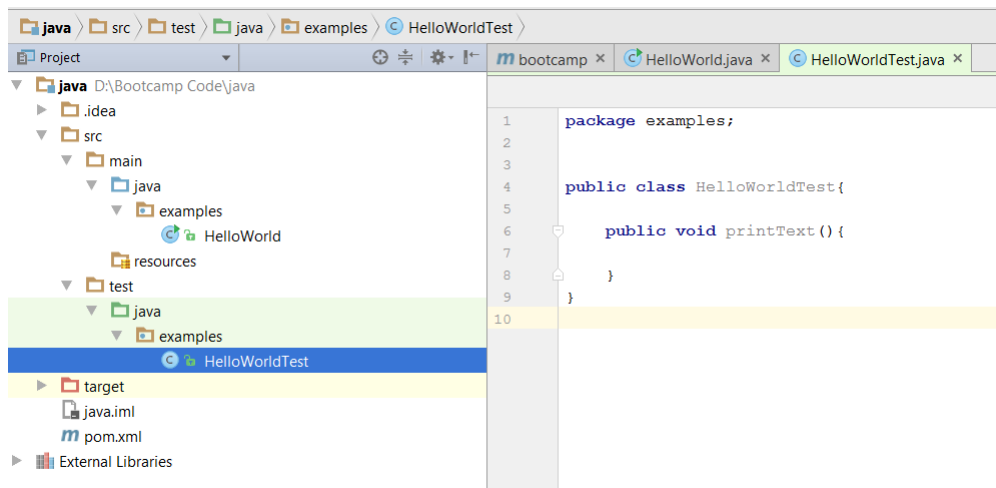 java src test java examples HelloWorldTest
Project
bootcamp HelloWorld.java HelloWorldTest.java
java D:\Bootcamp Code\java
.idea
src
main
java
examples
HelloWorld
resources
test
java
examples
HelloWorldTest
target
java.iml
pom.xml
External Libraries
1 package examples;
2
3
4 public class HelloWorldTest{
5
6 public void printText(){
7
8 }
9 }
10